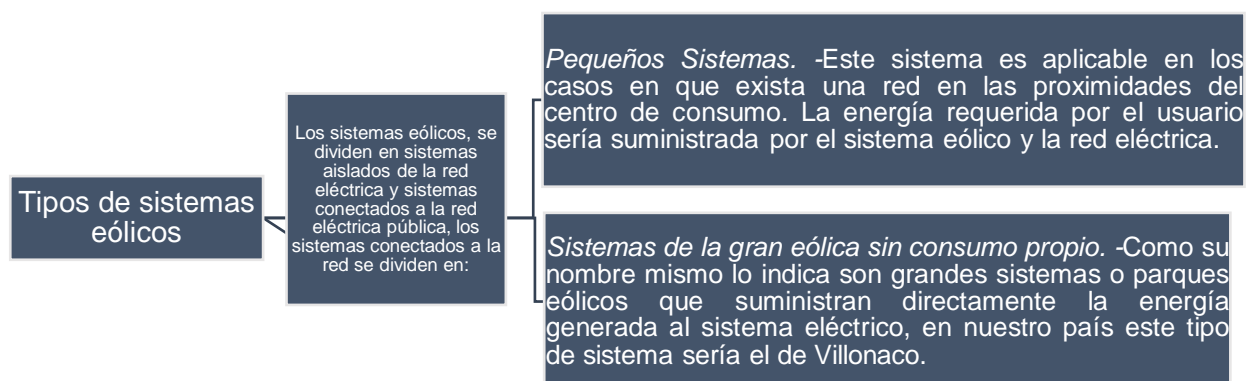 Tipos de sistemas
eólicos
Los sistemas eólicos, se
dividen en sistemas
aislados de la red
eléctrica y sistemas
conectados a la red
eléctrica pública, los
sistemas conectados a la
red se dividen en:
Pequeños Sistemas. -Este sistema es aplicable en los
casos en que exista una red en las proximidades del
centro de consumo. La energía requerida por el usuario
sería suministrada por el sistema eólico y la red eléctrica.
Sistemas de la gran eólica sin consumo propio. -Como su
nombre mismo lo indica son grandes sistemas o parques
eólicos que suministran directamente la energía
generada al sistema eléctrico, en nuestro país este tipo
de sistema sería el de Villonaco.